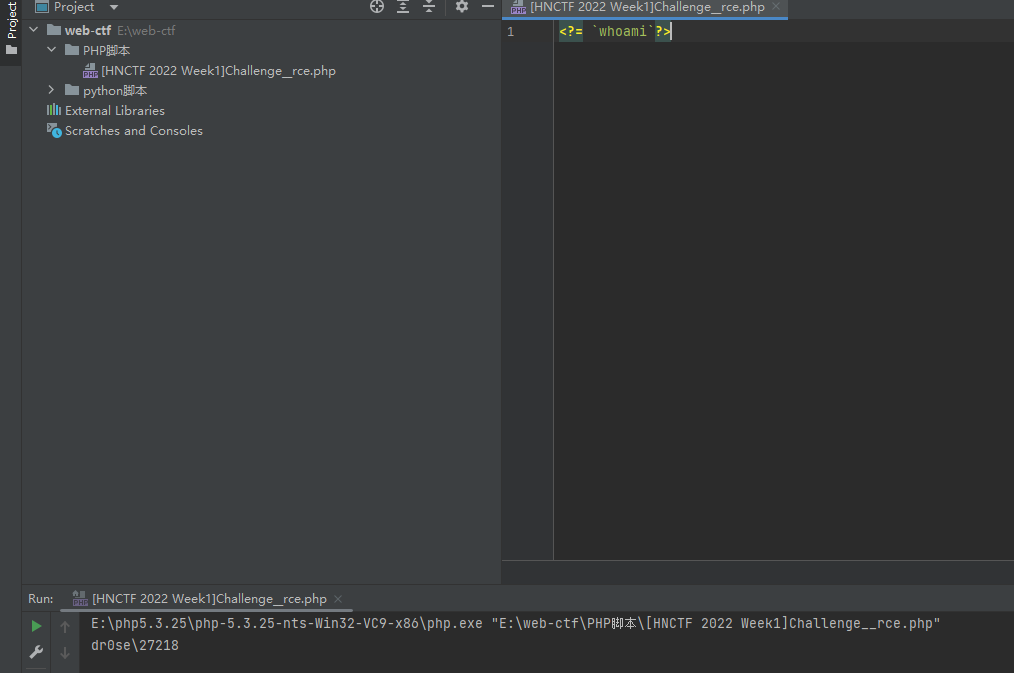 Project
Project
web-ctf E:\web-ctf
PHP脚本
[HNCTF 2022 Week1]Challenge__rce.php
python脚本
External Libraries
Scratches and Consoles
[HNCTF 2022 Week1]Challenge__rce.php
1 <?= `whoami`?>
Run: [HNCTF 2022 Week1]Challenge__rce.php
E:\php5.3.25\php-5.3.25-nts-Win32-VC9-x86\php.exe "E:\web-ctf\PHP脚本\[HNCTF 2022 Week1]Challenge__rce.php"
dr0se\27218